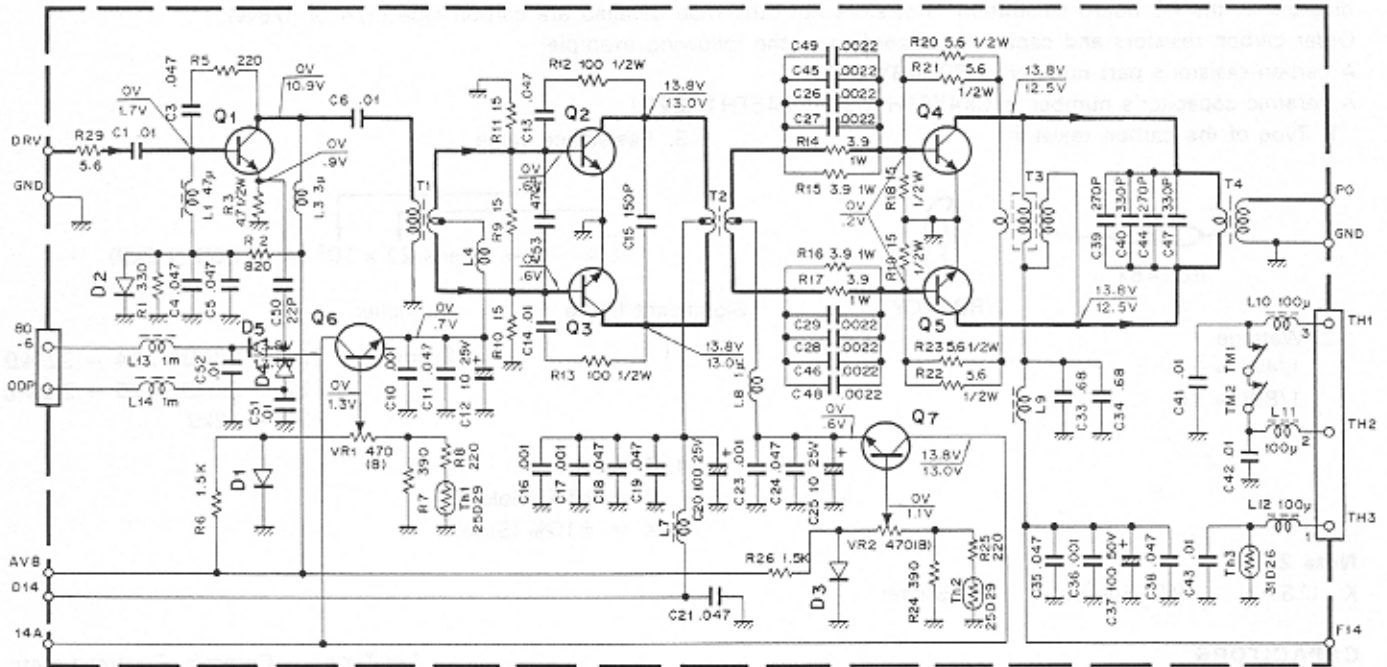 C49 .0022
R20 5.6 1/2W
R5 220
0V
10.9V
R12 100 1/2W
C45 .0022
R21 5.6
1/2W
13.8V
12.5V
C3 .047
0V
1.7V
C6 .01
13.8V
13.0V
C26 .0022
Q1
R11 15
C13 .047
Q2
C27 .0022
Q4
DRV
R29
5.6
C1 .01
0V
.9V
R14 3.9
1W
GND
L1 47μ
R3
47 1/2W
L3 3μ
T1
R9 15
C15 150P
T2
R15 3.9 1W
R18 15
1/2W
T3
C39 270P
C40 330P
C44 270P
C47 330P
T4
PO
GND
D2
R1 330
C4 .047
C5 .047
820
L4
0V
.6V
R16 3.9 1W
R17 3.9
1W
R19 15
1/2W
13.8V
12.5V
C50
22P
Q6
0V
.7V
R10 15
C14 .01
Q3
C29 .0022
Q5
L10 100μ
TH1
3
-6
L13 1m
D5
D4
C28 .0022
R23 5.6 1/2W
C46 .0022
R22 5.6
1/2W
C48 .0022
R13 100 1/2W
13.8V
13.0V
L8 1μ
C52
.01
L14 1m
C51
.01
0V
1.3V
C10 .001
C11 .047
C12 10 25V
L9
C33 .68
C34 .68
C41 .01
TM1
TM2
L11
100μ
TH2
2
VR1 470
(B)
R8
220
0V
.6V
Q7
13.8V
13.0V
R6 1.5K
D1
R7 390
Th1
25D29
C16 .001
C17 .001
C18 .047
C19 .047
C20 100 25V
C23 .001
C24 .047
C25 10 25V
0V
1.1V
C42 .01
L12 100μ
TH3
1
L7
VR2 470(B)
R25
220
AVB
R26 1.5K
D3
R24 390
Th2
25D29
C35 .047
C36 .001
C37 100 50V
C38 .047
C43 .01
Th3
31D26
C21 .047
14A
F14